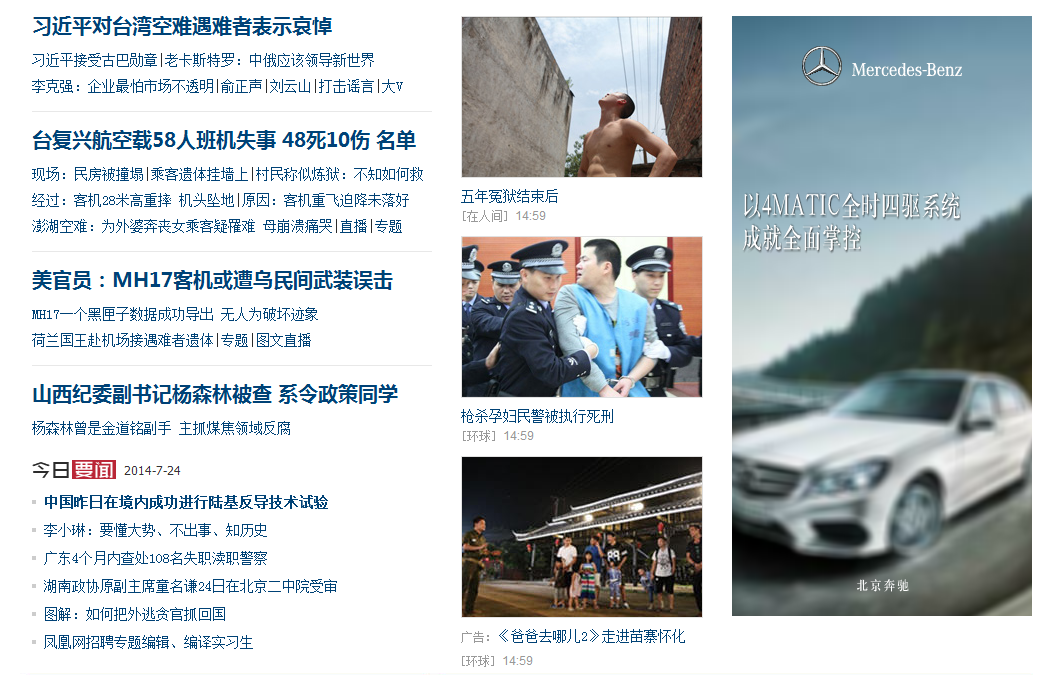 习近平对台湾空难遇难者表示哀悼
习近平接受古巴勋章|老卡斯特罗：中俄应该领导新世界
李克强：企业最怕市场不透明|俞正声|刘云山|打击谣言|大V
台复兴航空载58人班机失事 48死10伤 名单
现场：民房被撞塌|乘客遗体挂墙上|村民称似炼狱：不知如何救
经过：客机28米高重摔 机头坠地|原因：客机重飞迫降未落好
澎湖空难：为外婆奔丧女乘客疑罹难 母崩溃痛哭|直播|专题
美官员：MH17客机或遭乌民间武装误击
MH17一个黑匣子数据成功导出 无人为破坏迹象
荷兰国王赴机场接遇难者遗体|专题|图文直播
山西纪委副书记杨森林被查 系令政策同学
杨森林曾是金道铭副手 主抓煤焦领域反腐
今日要闻 2014-7-24
中国昨日在境内成功进行陆基反导技术试验
李小琳：要懂大势、不出事、知历史
广东4个月内查处108名失职渎职警察
湖南政协原副主席童名谦24日在北京二中院受审
图解：如何把外逃贪官抓回国
凤凰网招聘专题编辑、编译实习生
五年冤狱结束后
[在人间] 14:59
枪杀孕妇民警被执行死刑
[环球] 14:59
广告：《爸爸去哪儿2》走进苗寨怀化
[环球] 14:59
Mercedes-Benz
以4MATIC全时四驱系统
成就全面掌控
北京奔驰